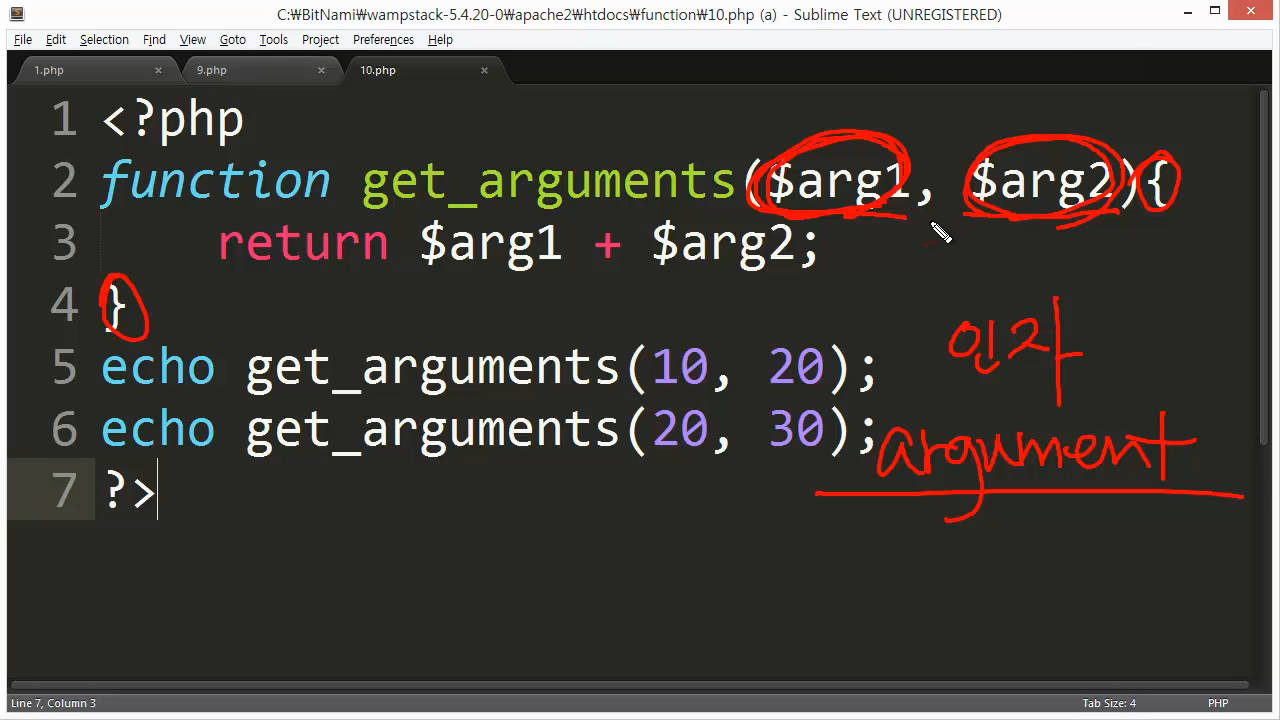 C:₩BitNami₩wampstack-5.4.20-0₩apache2₩htdocs₩function₩10.php (a) - Sublime Text (UNREGISTERED)
File Edit Selection Find View Goto Tools Project Preferences Help
1.php 9.php 10.php
1 <?php
2 function get_arguments($arg1, $arg2){
3 return $arg1 + $arg2;
4 }
5 echo get_arguments(10, 20);
6 echo get_arguments(20, 30);
7 ?>
인자
argument
Line 7, Column 3 Tab Size: 4 PHP